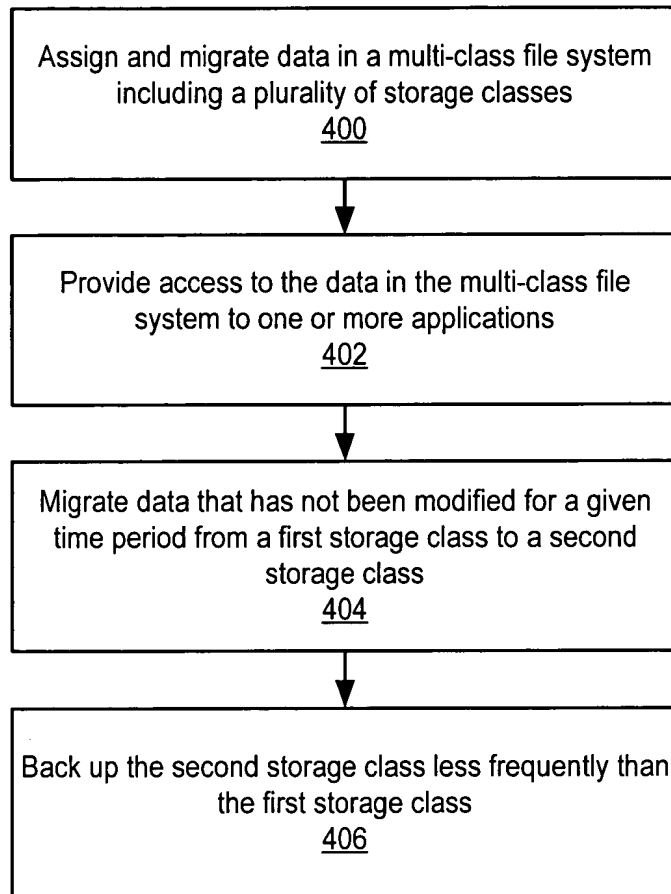 Assign and migrate data in a multi-class file system
including a plurality of storage classes
400
Provide access to the data in the multi-class file
system to one or more applications
402
Migrate data that has not been modified for a given
time period from a first storage class to a second
storage class
404
Back up the second storage class less frequently than
the first storage class
406